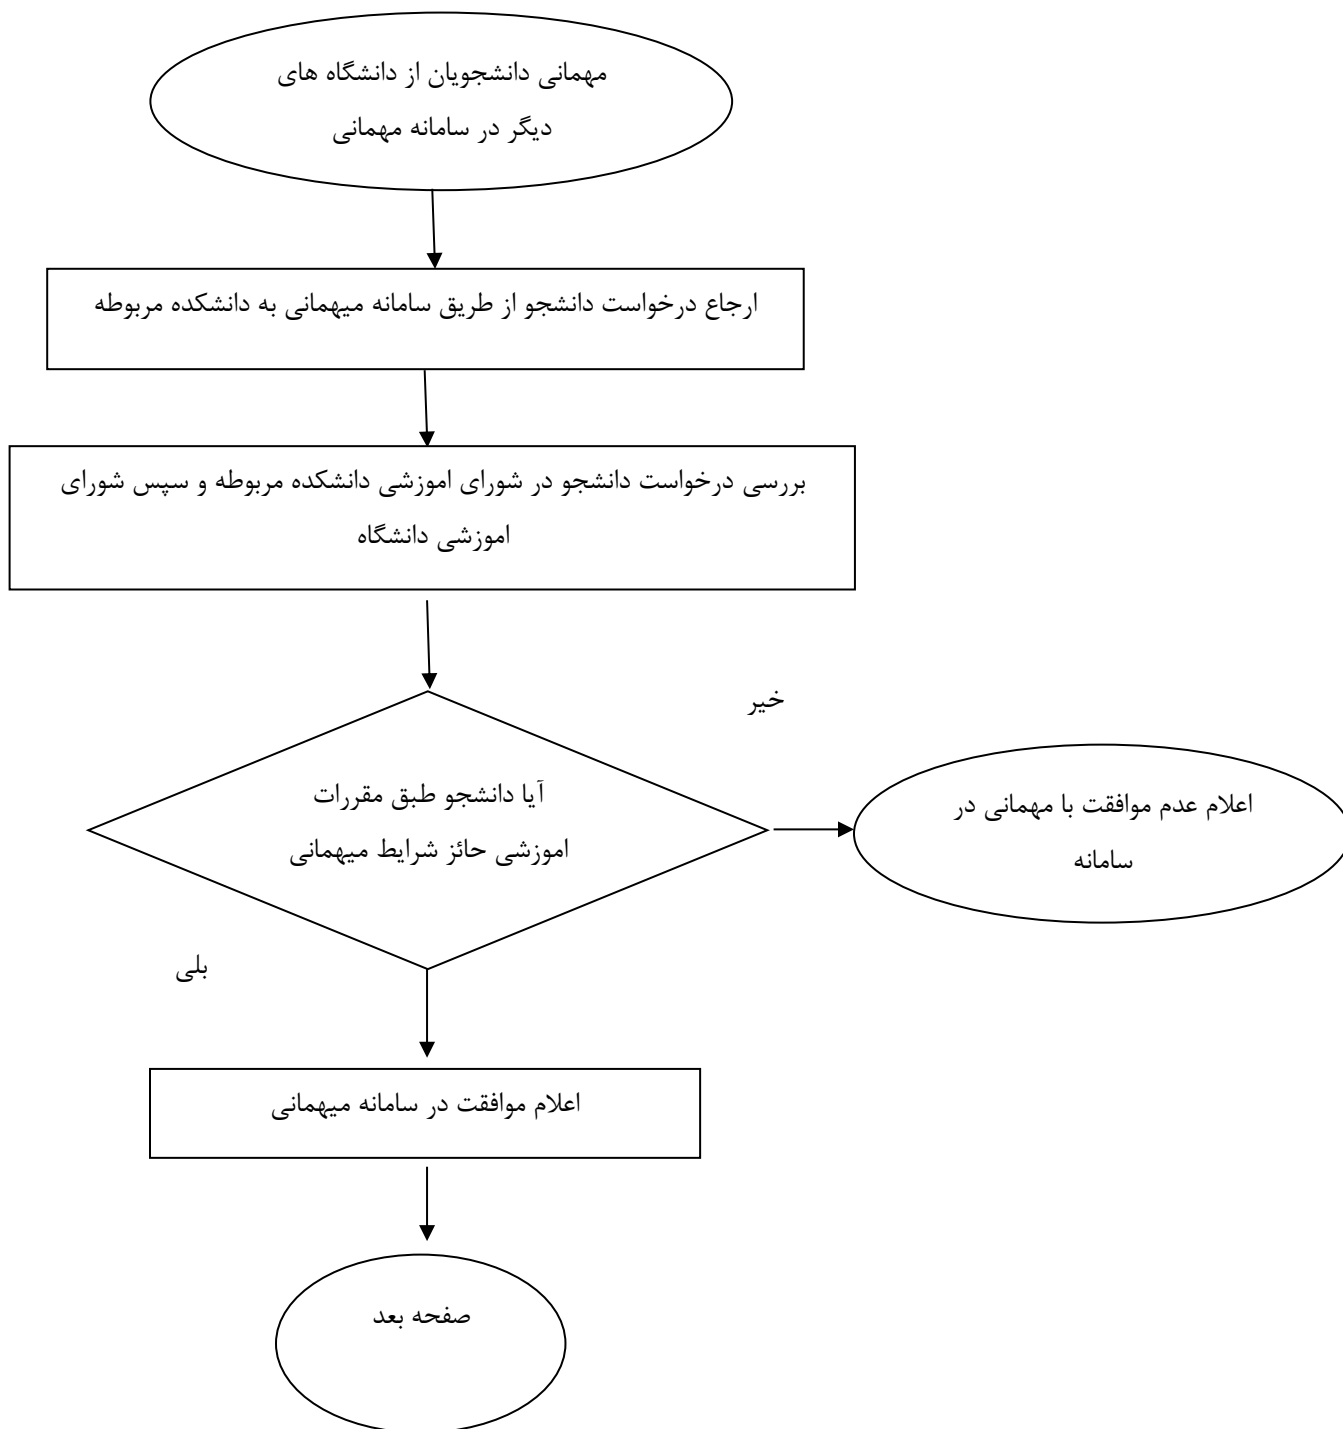 مهمانی دانشجویان از دانشگاه های
دیگر در سامانه مهمانی
ارجاع درخواست دانشجو از طریق سامانه میهمانی به دانشکده مربوطه
بررسی درخواست دانشجو در شورای اموزشی دانشکده مربوطه و سپس شورای
اموزشی دانشگاه
خیر
آیا دانشجو طبق مقررات
اموزشی حائز شرایط میهمانی
اعلام عدم موافقت با مهمانی در
سامانه
بلی
اعلام موافقت در سامانه میهمانی
صفحه بعد